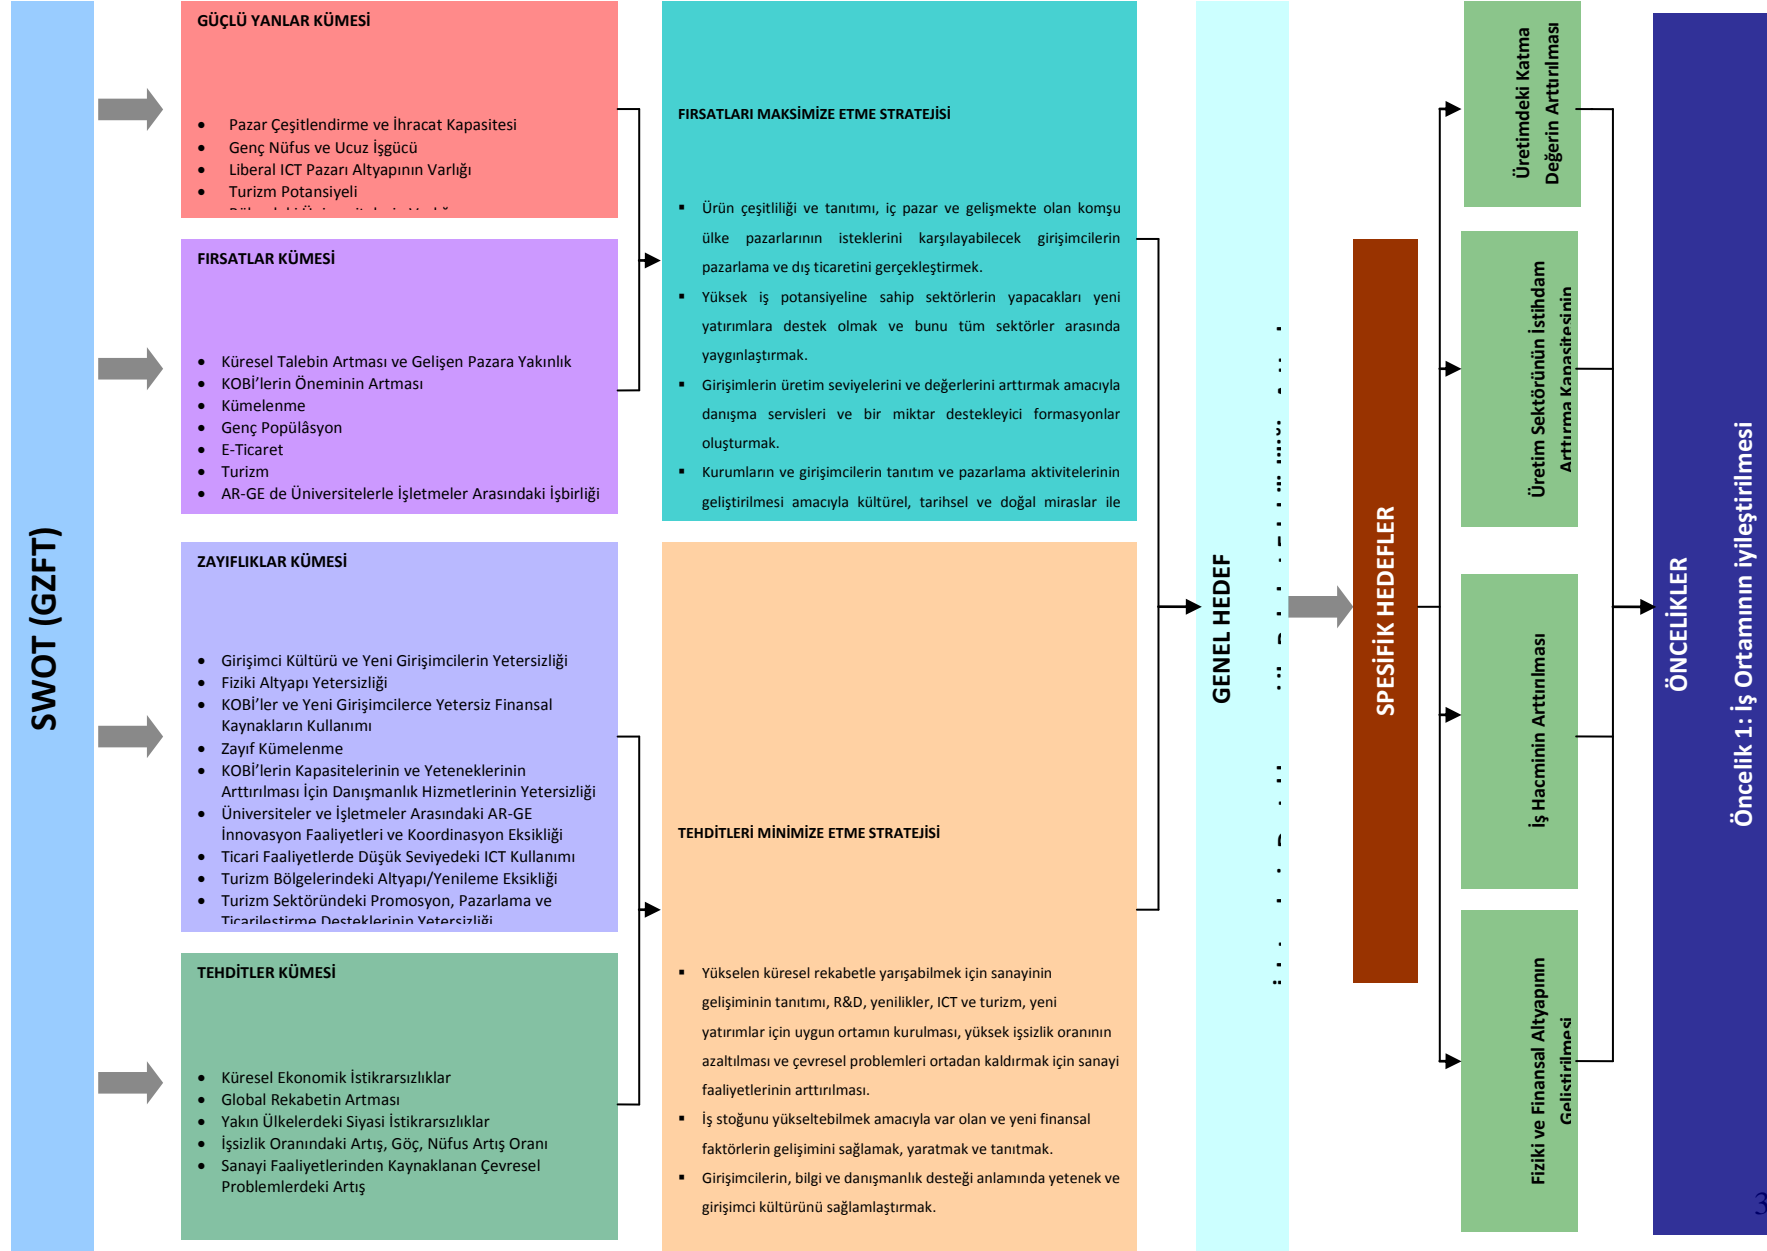 SWOT (GZFT)
GÜÇLÜ YANLAR KÜMESİ
• Pazar Çeşitlendirme ve İhracat Kapasitesi
• Genç Nüfus ve Ucuz İşgücü
• Liberal ICT Pazarı Altyapının Varlığı
• Turizm Potansiyeli
FIRSATLAR KÜMESİ
• Küresel Talebin Artması ve Gelişen Pazara Yakınlık
• KOBİ’lerin Öneminin Artması
• Kümelenme
• Genç Popülâsyon
• E-Ticaret
• Turizm
• AR-GE de Üniversitelerle İşletmeler Arasındaki İşbirliği
ZAYIFLIKLAR KÜMESİ
• Girişimci Kültürü ve Yeni Girişimcilerin Yetersizliği
• Fiziki Altyapı Yetersizliği
• KOBİ’ler ve Yeni Girişimcilerce Yetersiz Finansal
Kaynakların Kullanımı
• Zayıf Kümelenme
• KOBİ’lerin Kapasitelerinin ve Yeteneklerinin
Arttırılması İçin Danışmanlık Hizmetlerinin Yetersizliği
• Üniversiteler ve İşletmeler Arasındaki AR-GE
İnnovasyon Faaliyetleri ve Koordinasyon Eksikliği
• Ticari Faaliyetlerde Düşük Seviyedeki ICT Kullanımı
• Turizm Bölgelerindeki Altyapı/Yenileme Eksikliği
• Turizm Sektöründeki Promosyon, Pazarlama ve
Ticarileştirme Desteklerinin Yetersizliği
TEHDİTLER KÜMESİ
• Küresel Ekonomik İstikrarsızlıklar
• Global Rekabetin Artması
• Yakın Ülkelerdeki Siyasi İstikrarsızlıklar
• İşsizlik Oranındaki Artış, Göç, Nüfus Artış Oranı
• Sanayi Faaliyetlerinden Kaynaklanan Çevresel
Problemlerdeki Artış
FIRSATLARI MAKSİMİZE ETME STRATEJİSİ
▪ Ürün çeşitliliği ve tanıtımı, iç pazar ve gelişmekte olan komşu
ülke pazarlarının isteklerini karşılayabilecek girişimcilerin
pazarlama ve dış ticaretini gerçekleştirmek.
▪ Yüksek iş potansiyeline sahip sektörlerin yapacakları yeni
yatırımlara destek olmak ve bunu tüm sektörler arasında
yaygınlaştırmak.
▪ Girişimlerin üretim seviyelerini ve değerlerini arttırmak amacıyla
danışma servisleri ve bir miktar destekleyici formasyonlar
oluşturmak.
▪ Kurumların ve girişimcilerin tanıtım ve pazarlama aktivitelerinin
geliştirilmesi amacıyla kültürel, tarihsel ve doğal miraslar ile
TEHDİTLERİ MİNİMİZE ETME STRATEJİSİ
▪ Yükselen küresel rekabetle yarışabilmek için sanayinin
gelişiminin tanıtımı, R&D, yenilikler, ICT ve turizm, yeni
yatırımlar için uygun ortamın kurulması, yüksek işsizlik oranının
azaltılması ve çevresel problemleri ortadan kaldırmak için sanayi
faaliyetlerinin arttırılması.
▪ İş stoğunu yükseltebilmek amacıyla var olan ve yeni finansal
faktörlerin gelişimini sağlamak, yaratmak ve tanıtmak.
▪ Girişimcilerin, bilgi ve danışmanlık desteği anlamında yetenek ve
girişimci kültürünü sağlamlaştırmak.
GENEL HEDEF
SPESİFİK HEDEFLER
Üretimdeki Katma
Değerin Arttırılması
Üretim Sektörünün İstihdam
Arttırma Kapasitesinin
İş Hacminin Arttırılması
Fiziki ve Finansal Altyapının
Geliştirilmesi
ÖNCELİKLER
Öncelik 1: İş Ortamının iyileştirilmesi
3